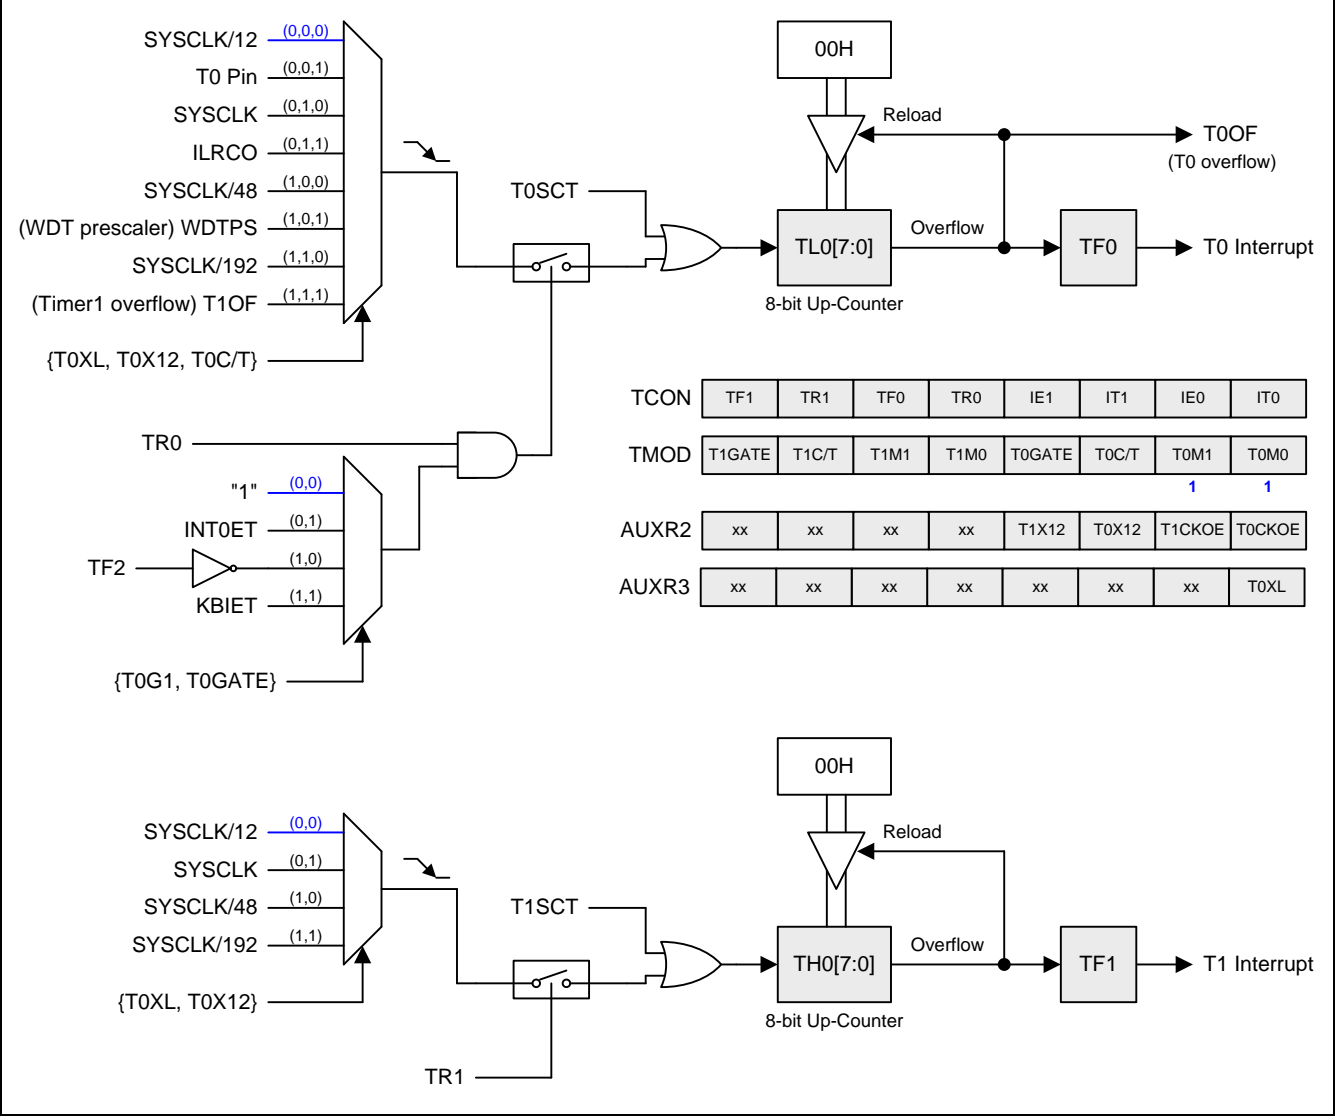 SYSCLK/12 (0,0,0)
T0 Pin (0,0,1)
SYSCLK (0,1,0)
ILRCO (0,1,1)
SYSCLK/48 (1,0,0)
(WDT prescaler) WDTPS (1,0,1)
SYSCLK/192 (1,1,0)
(Timer1 overflow) T1OF (1,1,1)
{T0XL, T0X12, T0C/T}
T0SCT
00H
Reload
T0OF
(T0 overflow)
TL0[7:0]
Overflow
TF0
T0 Interrupt
8-bit Up-Counter
TR0
"1" (0,0)
INT0ET (0,1)
TF2 (1,0)
KBIET (1,1)
{T0G1, T0GATE}
TCON TF1 TR1 TF0 TR0 IE1 IT1 IE0 IT0
TMOD T1GATE T1C/T T1M1 T1M0 T0GATE T0C/T T0M1 T0M0
1 1
AUXR2 xx xx xx xx T1X12 T0X12 T1CKOE T0CKOE
AUXR3 xx xx xx xx xx xx xx T0XL
SYSCLK/12 (0,0)
SYSCLK (0,1)
SYSCLK/48 (1,0)
SYSCLK/192 (1,1)
{T0XL, T0X12}
TR1
T1SCT
00H
Reload
TH0[7:0]
Overflow
TF1
T1 Interrupt
8-bit Up-Counter